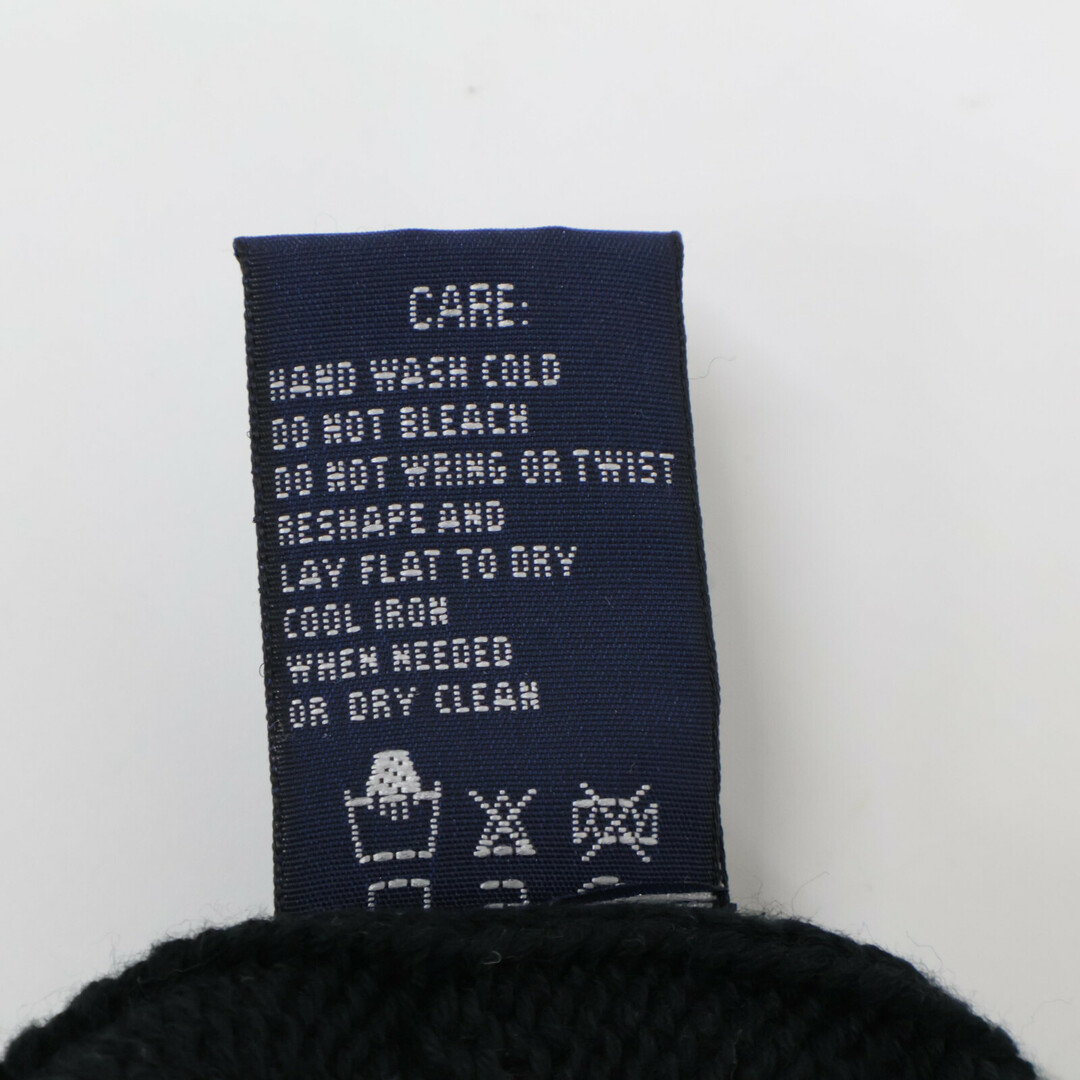 CARE:
HAND WASH COLD
DO NOT BLEACH
DO NOT WRING OR TWIST
RESHAPE AND
LAY FLAT TO DRY
COOL IRON
WHEN NEEDED
OR DRY CLEAN